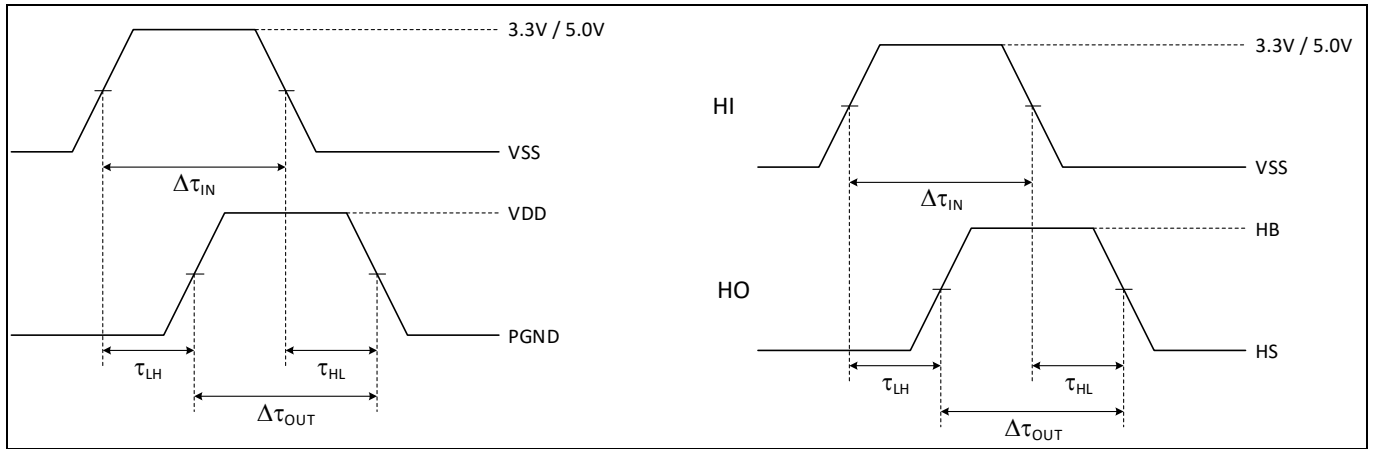 3.3V / 5.0V
VSS
ΔτIN
VDD
PGND
τLH
τHL
ΔτOUT
3.3V / 5.0V
HI
VSS
ΔτIN
HB
HO
HS
τLH
τHL
ΔτOUT